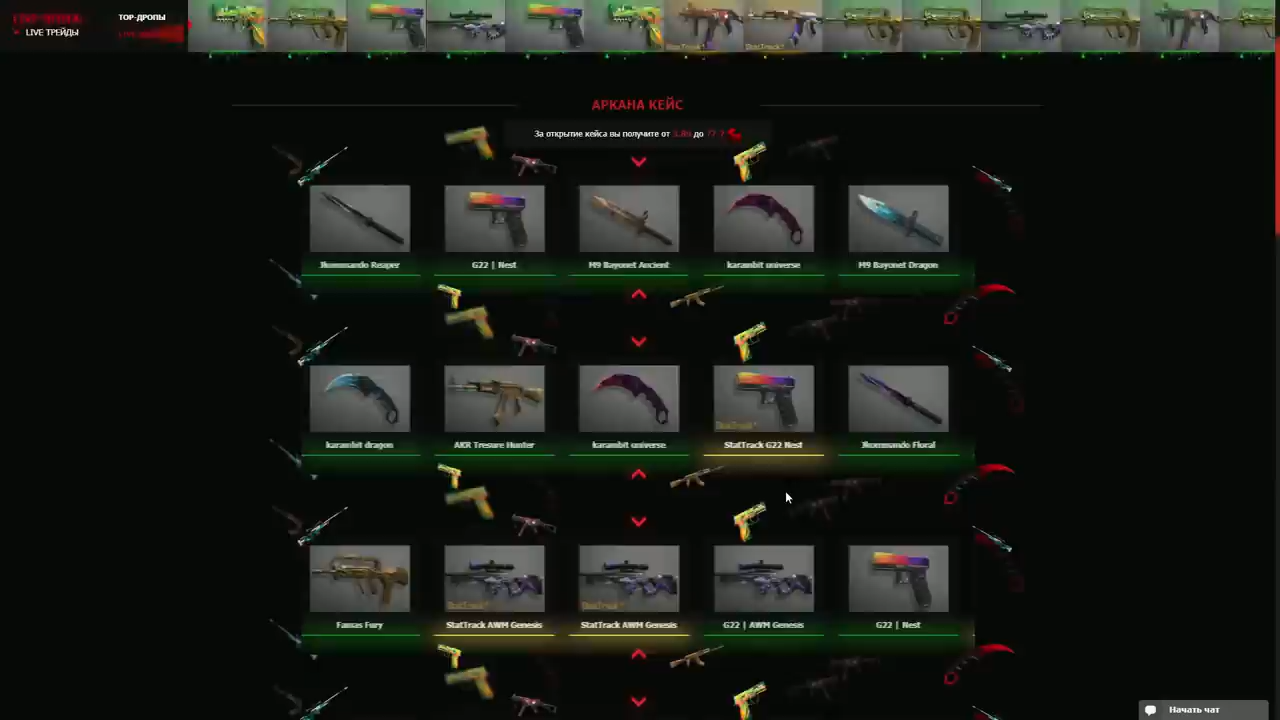 ТОП-ДРОПЫ
LIVE ТРЕЙДЫ
АРКАНА КЕЙС
За открытие кейса вы получите от до
Jkommando Reaper
G22 | Nest
M9 Bayonet Ancient
karambit universe
M9 Bayonet Dragon
karambit dragon
AKR Tresure Hunter
karambit universe
StatTrack G22 Nest
Jkommando Floral
Famas Fury
StatTrack AWM Genesis
StatTrack AWM Genesis
G22 | AWM Genesis
G22 | Nest
Начать чат